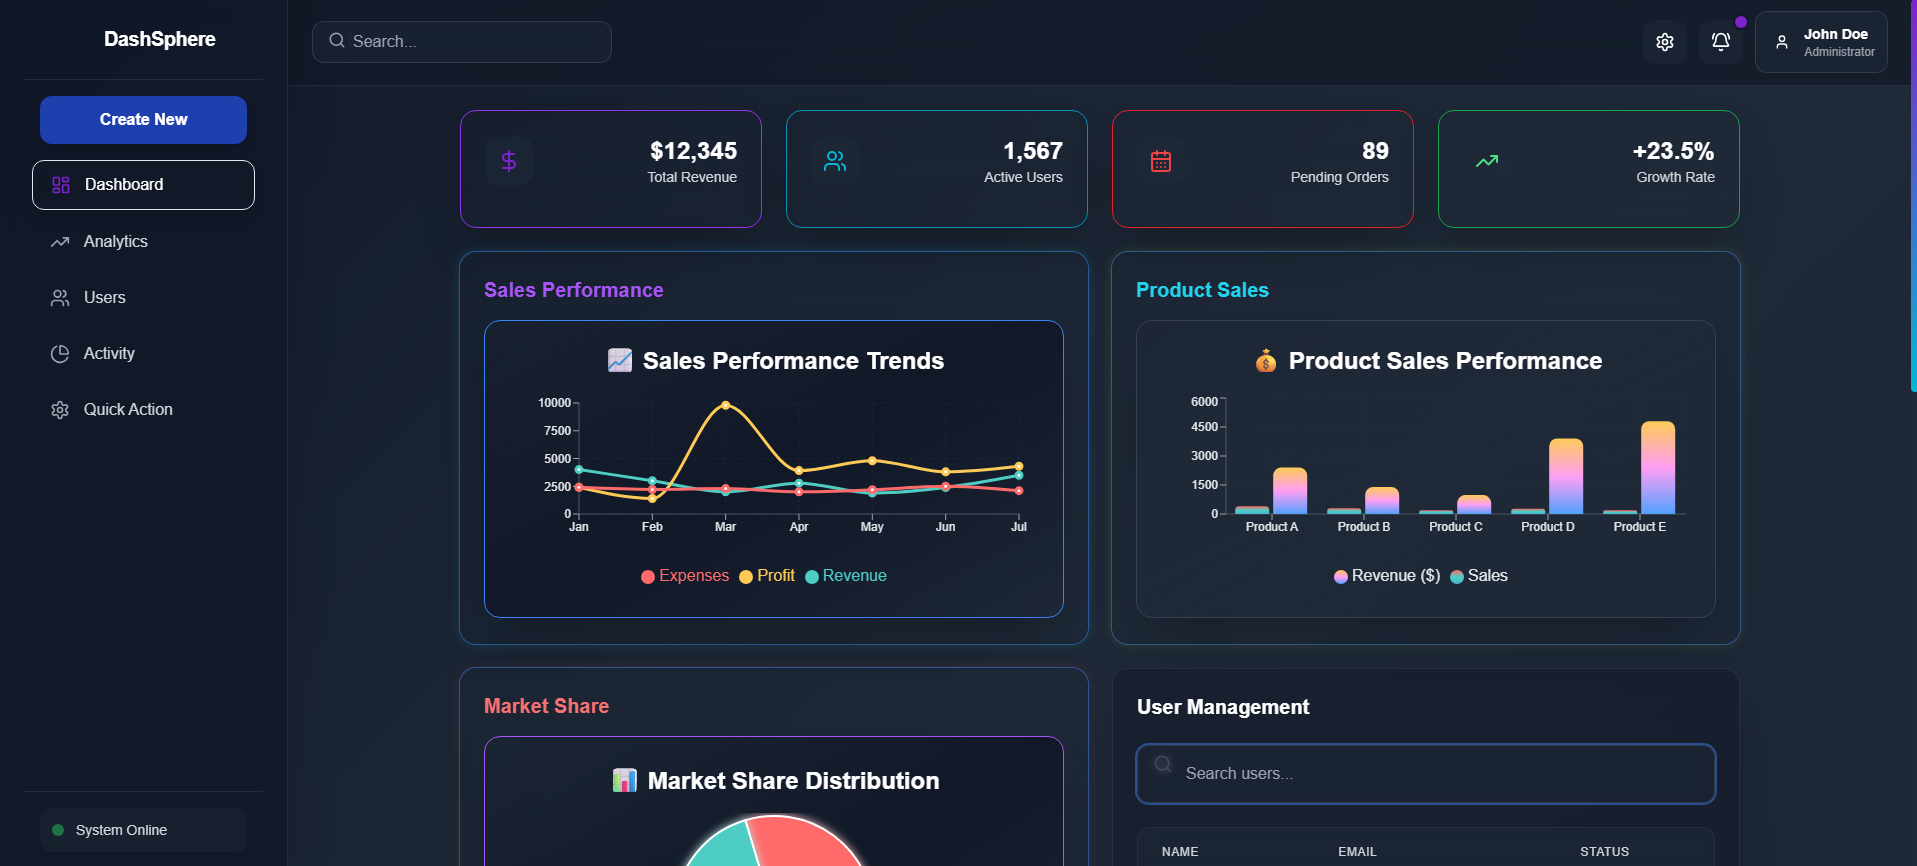 DashSphere
Search...
John Doe
Administrator
Create New
Dashboard
Analytics
Users
Activity
Quick Action
System Online
$12,345
Total Revenue
1,567
Active Users
89
Pending Orders
+23.5%
Growth Rate
Sales Performance
📈 Sales Performance Trends
10000
7500
5000
2500
0
Jan Feb Mar Apr May Jun Jul
Expenses Profit Revenue
Product Sales
💰 Product Sales Performance
6000
4500
3000
1500
0
Product A Product B Product C Product D Product E
Revenue ($) Sales
Market Share
📊 Market Share Distribution
User Management
Search users...
NAME EMAIL STATUS